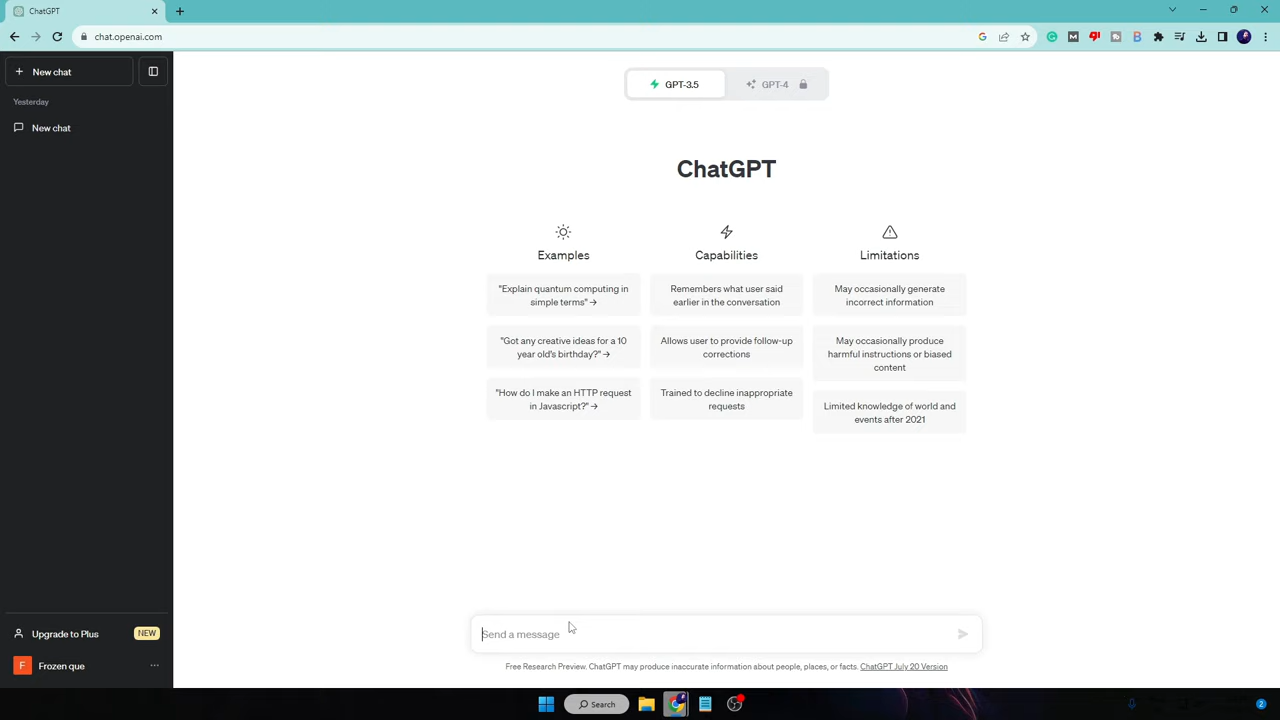 ChatGPT
chat.openai.com
New chat
Yesterday
New chat
GPT-3.5
GPT-4
ChatGPT
Examples
Capabilities
Limitations
"Explain quantum computing in
simple terms" →
Remembers what user said
earlier in the conversation
May occasionally generate
incorrect information
"Got any creative ideas for a 10
year old's birthday?" →
Allows user to provide follow-up
corrections
May occasionally produce
harmful instructions or biased
content
"How do I make an HTTP request
in Javascript?" →
Trained to decline inappropriate
requests
Limited knowledge of world and
events after 2021
Upgrade to Plus
NEW
F
Frozen que
Send a message
Free Research Preview. ChatGPT may produce inaccurate information about people, places, or facts. ChatGPT July 20 Version
Search
2